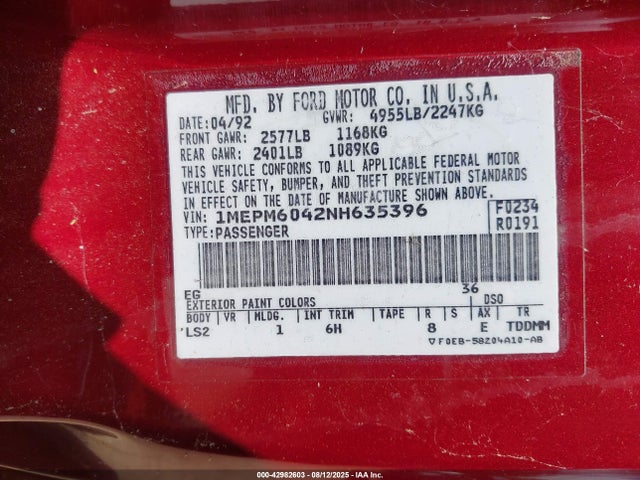 MFD. BY FORD MOTOR CO. IN U.S.A.
DATE: 04/92 GVWR: 4955LB/2247KG
FRONT GAWR: 2577LB 1168KG
REAR GAWR: 2401LB 1089KG
THIS VEHICLE CONFORMS TO ALL APPLICABLE FEDERAL MOTOR
VEHICLE SAFETY, BUMPER, AND THEFT PREVENTION STANDARDS
IN EFFECT ON THE DATE OF MANUFACTURE SHOWN ABOVE.
VIN: 1MEPM6042NH635396 F0234
TYPE: PASSENGER R0191
EG 36
EXTERIOR PAINT COLORS DSO
BODY VR MLDG. INT TRIM TAPE R S AX TR
LS2 1 6H 8 E TDDMM
F0EB-58204A10-AB
000-42982603 - 08/12/2025 - IAA Inc.